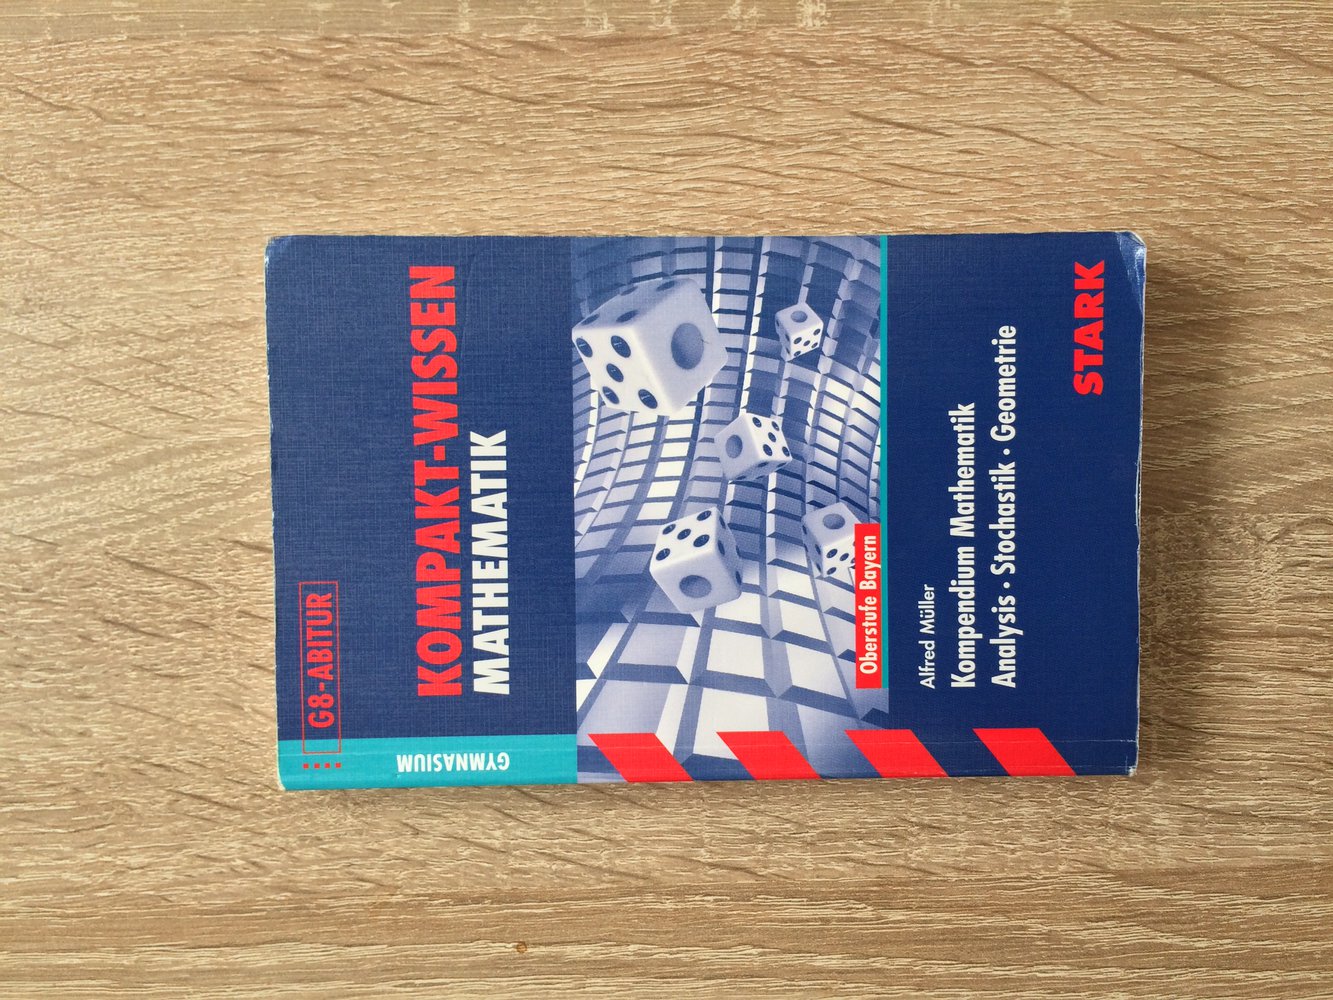 G8-ABITUR
KOMPAKT-WISSEN
MATHEMATIK
GYMNASIUM
Oberstufe Bayern
Alfred Müller
Kompendium Mathematik
Analysis · Stochastik · Geometrie
STARK